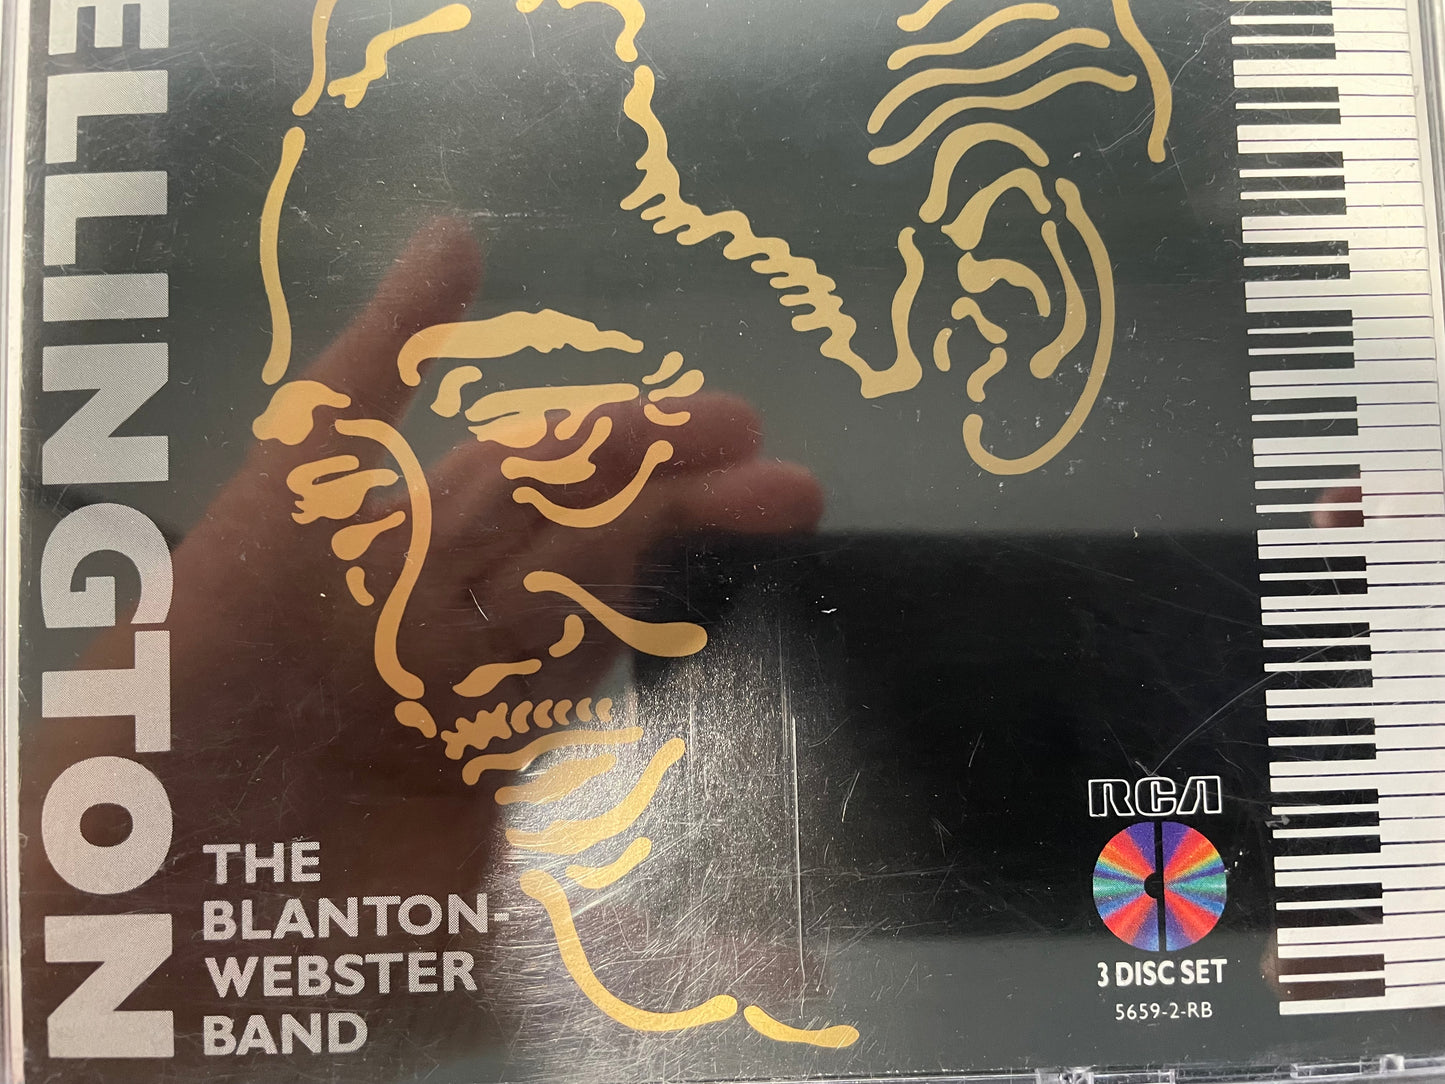 ELLINGTON
THE
BLANTON-
WEBSTER
BAND
RCA
3 DISC SET
5659-2-RB